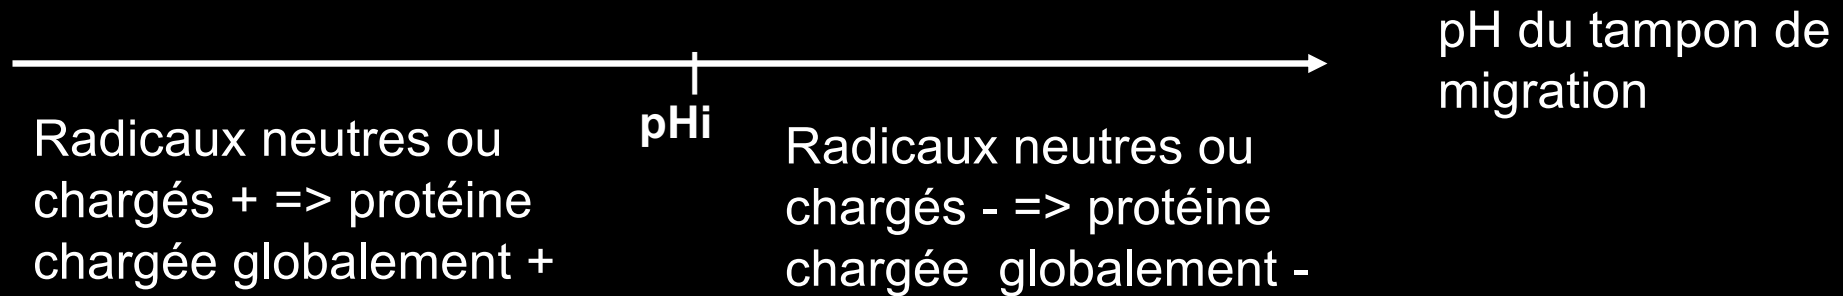 pH du tampon de
migration
pHi
Radicaux neutres ou
chargés + => protéine
chargée globalement +
Radicaux neutres ou
chargés - => protéine
chargée  globalement -